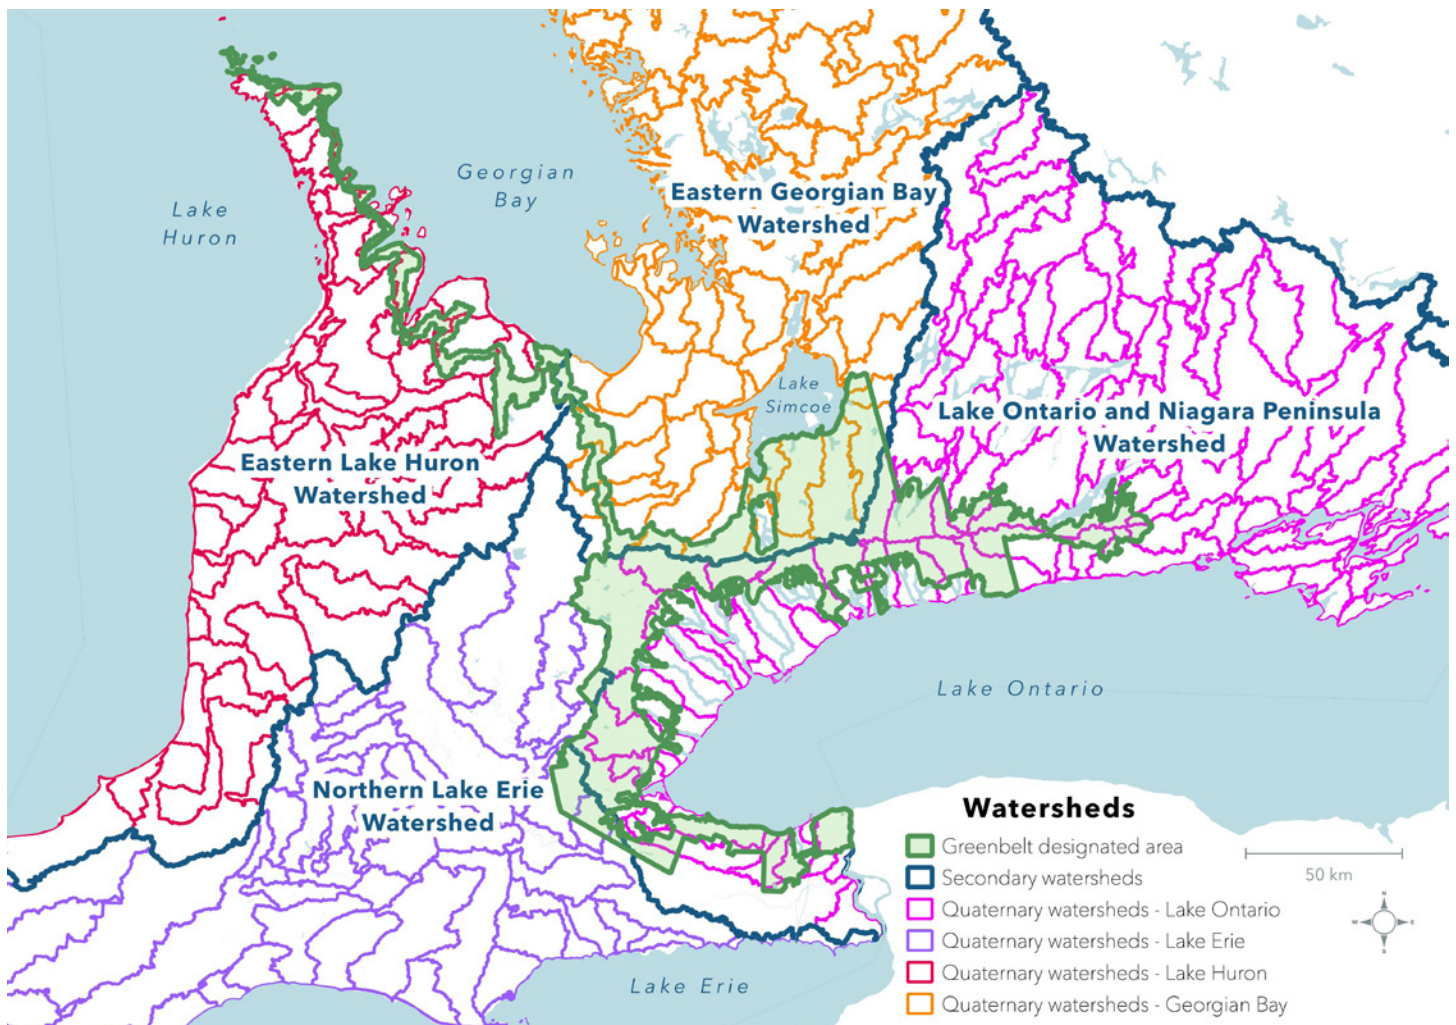 Georgian
Bay
Lake
Huron
Eastern Georgian Bay
Watershed
Lake
Simcoe
Lake Ontario and Niagara Peninsula
Watershed
Eastern Lake Huron
Watershed
Lake Ontario
Northern Lake Erie
Watershed
Lake Erie
Watersheds
Greenbelt designated area
Secondary watersheds
Quaternary watersheds - Lake Ontario
Quaternary watersheds - Lake Erie
Quaternary watersheds - Lake Huron
Quaternary watersheds - Georgian Bay
50 km
N
W E
S